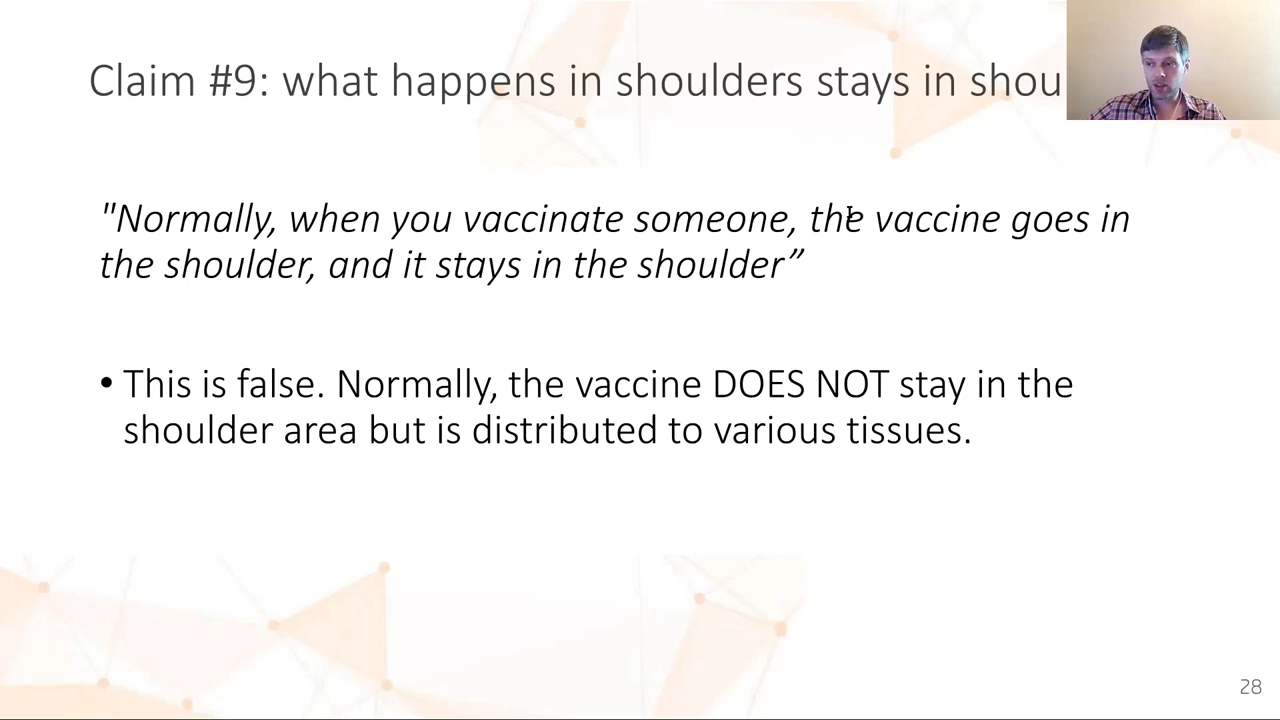 Claim #9: what happens in shoulders stays in shou
"Normally, when you vaccinate someone, the vaccine goes in
the shoulder, and it stays in the shoulder”
• This is false. Normally, the vaccine DOES NOT stay in the
shoulder area but is distributed to various tissues.
28